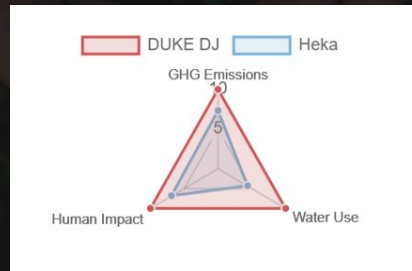 DUKE DJ Heka
GHG Emissions
10
5
Human Impact Water Use